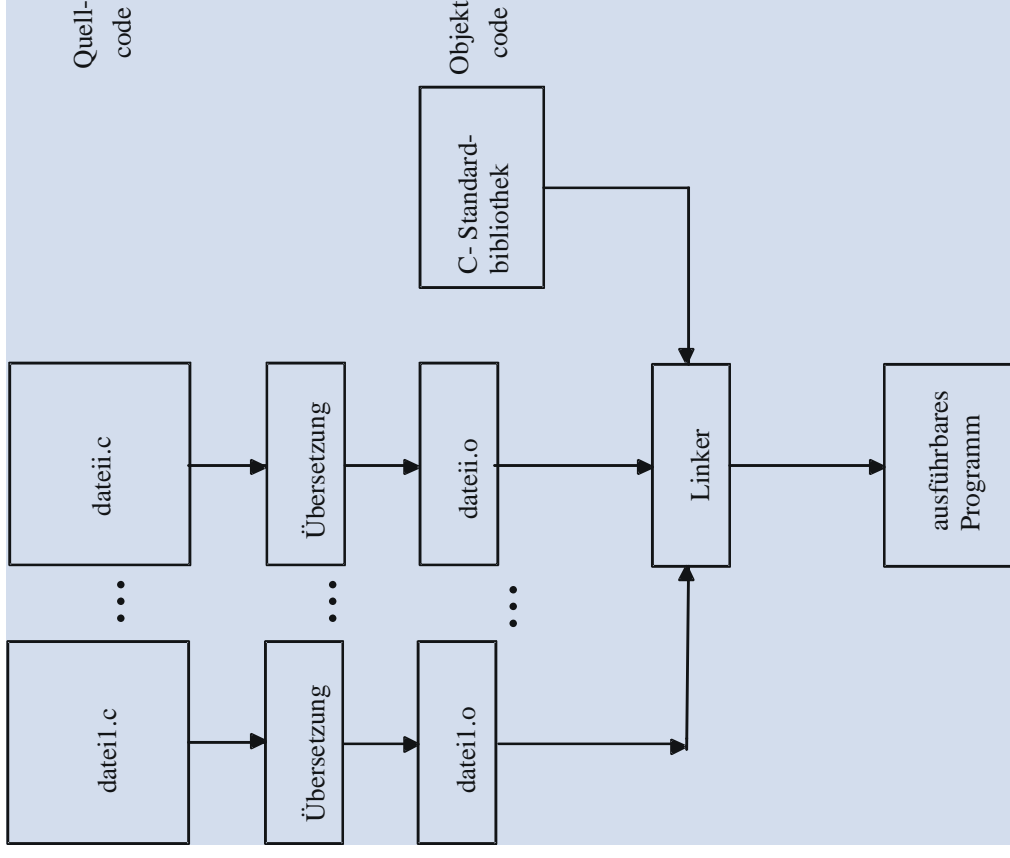 Quell-
code
datei1.c
dateii.c
Übersetzung
Übersetzung
Objekt
code
datei1.o
dateii.o
C- Standard-
bibliothek
Linker
ausführbares
Programm